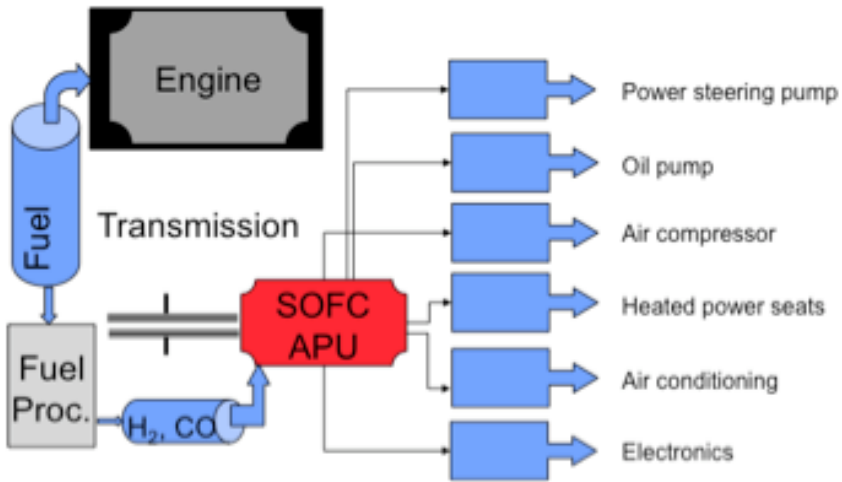 Engine
Fuel
Transmission
SOFC
APU
Fuel
Proc.
H₂, CO
Power steering pump
Oil pump
Air compressor
Heated power seats
Air conditioning
Electronics